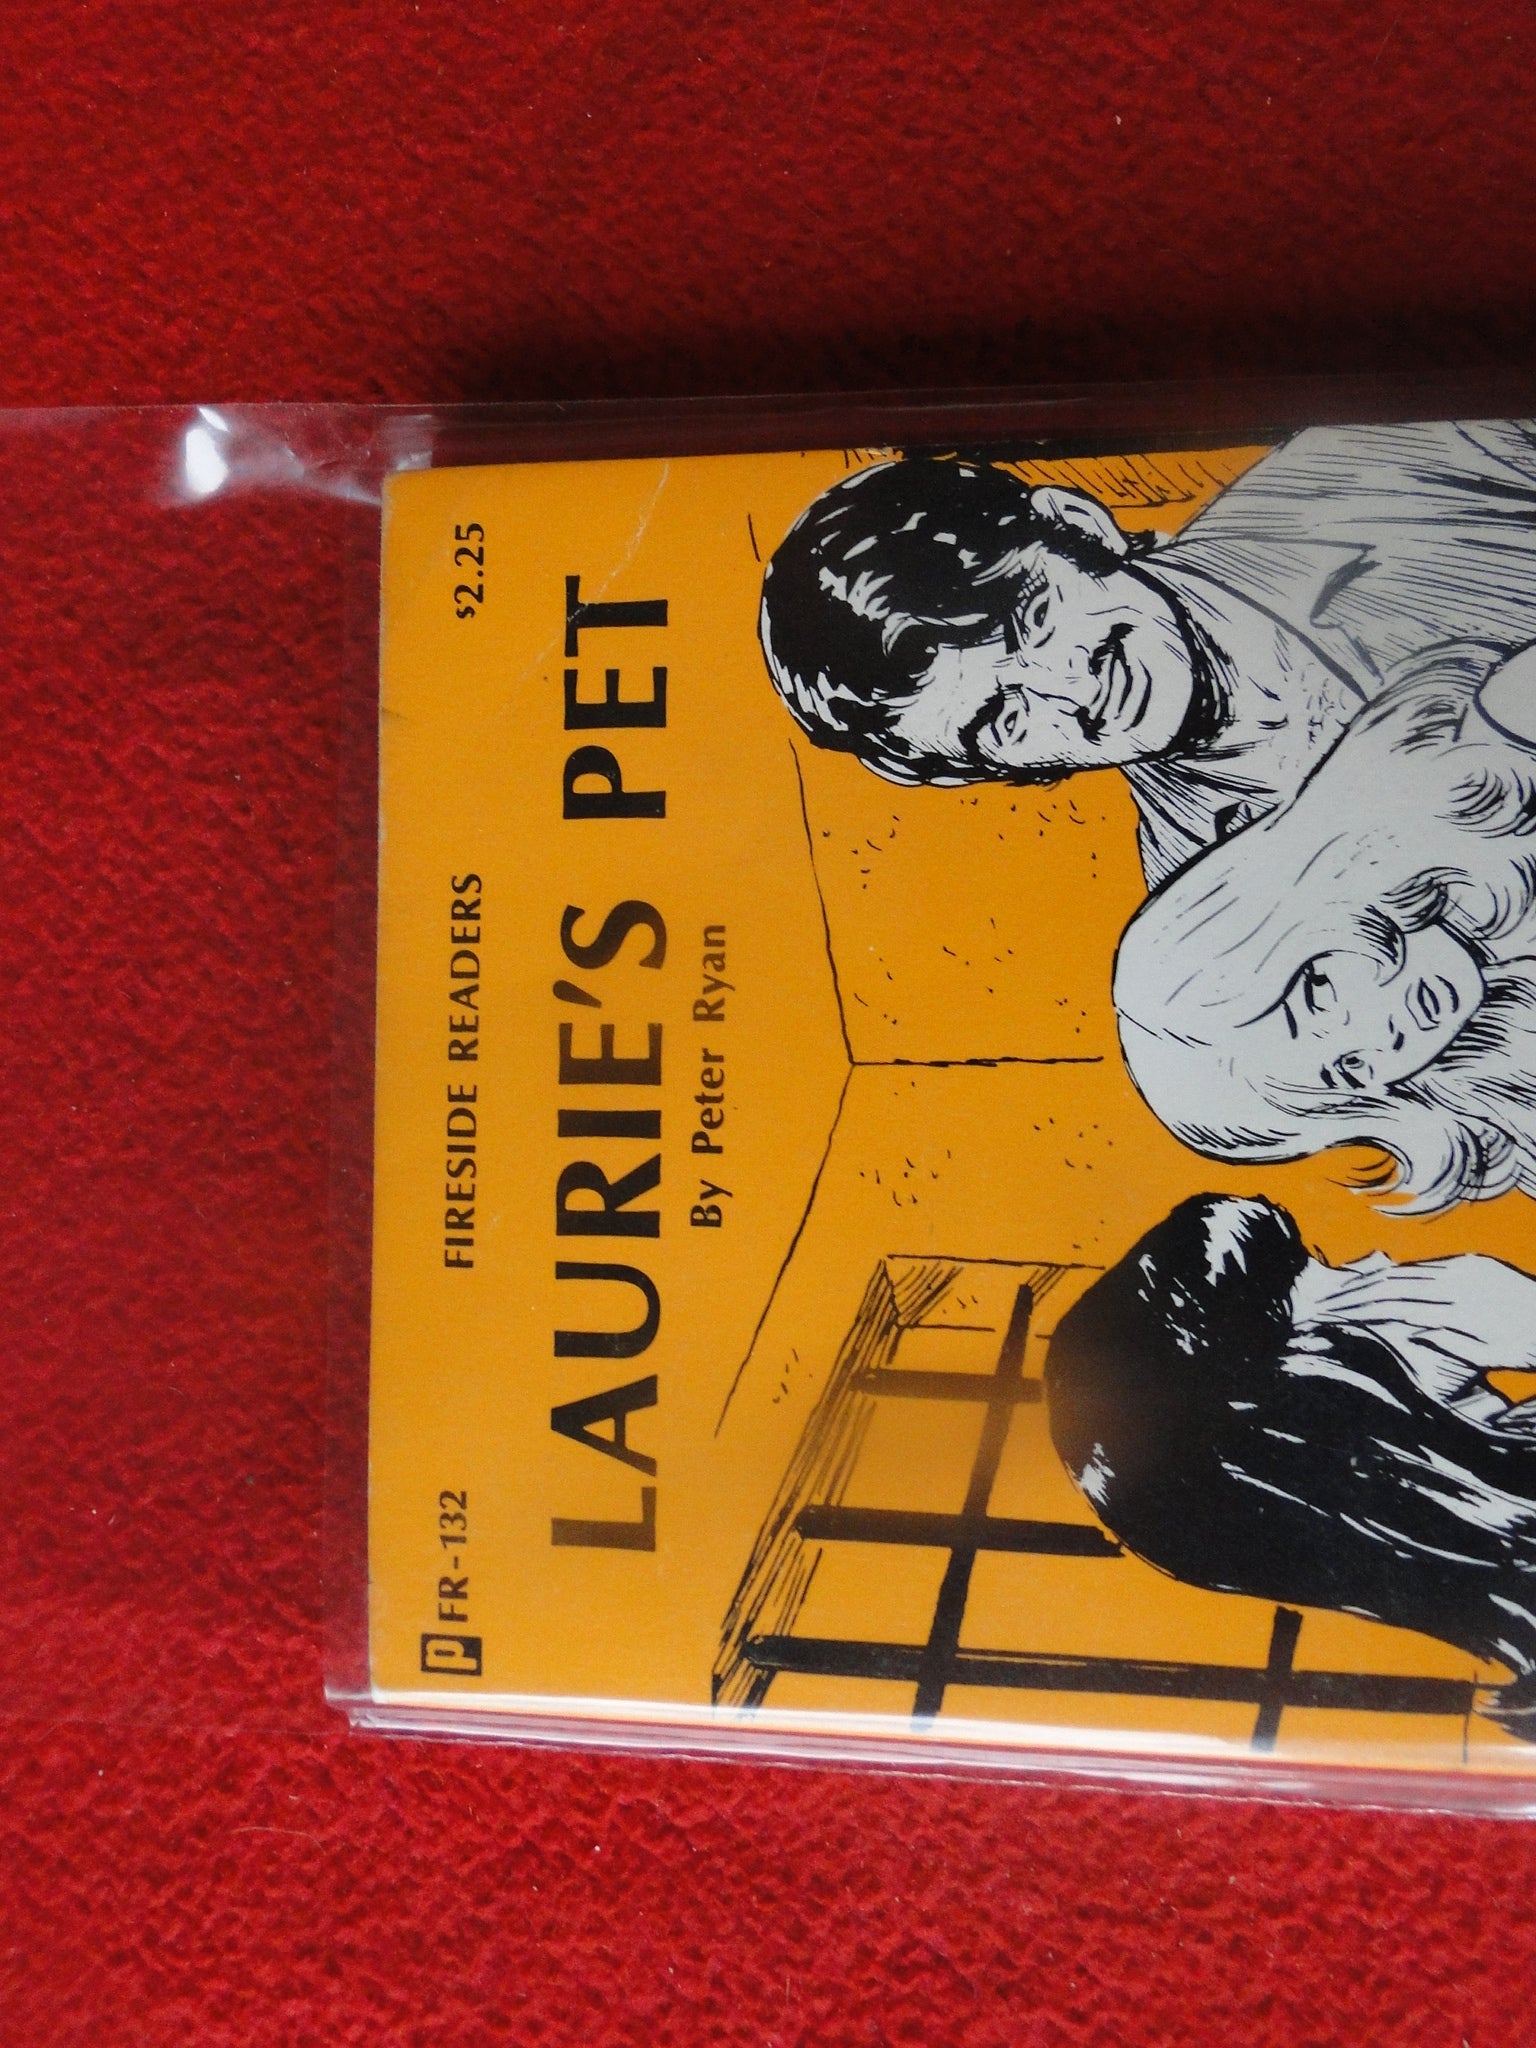 P FR-132 FIRESIDE READERS $2.25
LAURIE'S PET
By Peter Ryan